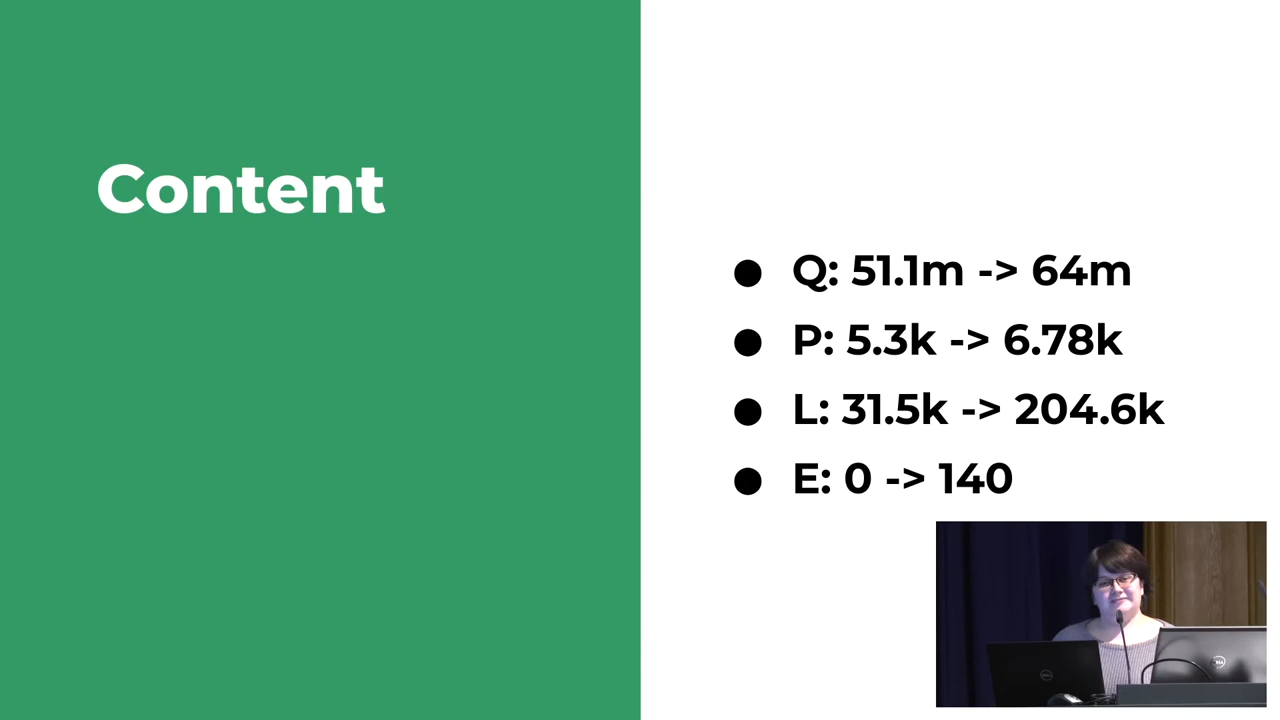 Content
● Q: 51.1m -> 64m
● P: 5.3k -> 6.78k
● L: 31.5k -> 204.6k
● E: 0 -> 140